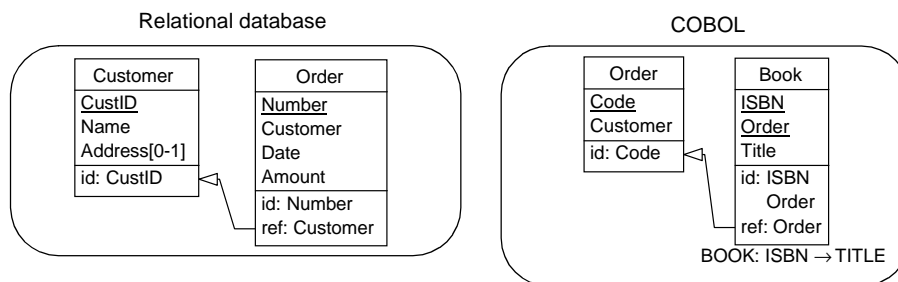 Relational database
Customer
CustID
Name
Address[0-1]
id: CustID
Order
Number
Customer
Date
Amount
id: Number
ref: Customer
COBOL
Order
Code
Customer
id: Code
Book
ISBN
Order
Title
id: ISBN
Order
ref: Order
BOOK: ISBN → TITLE